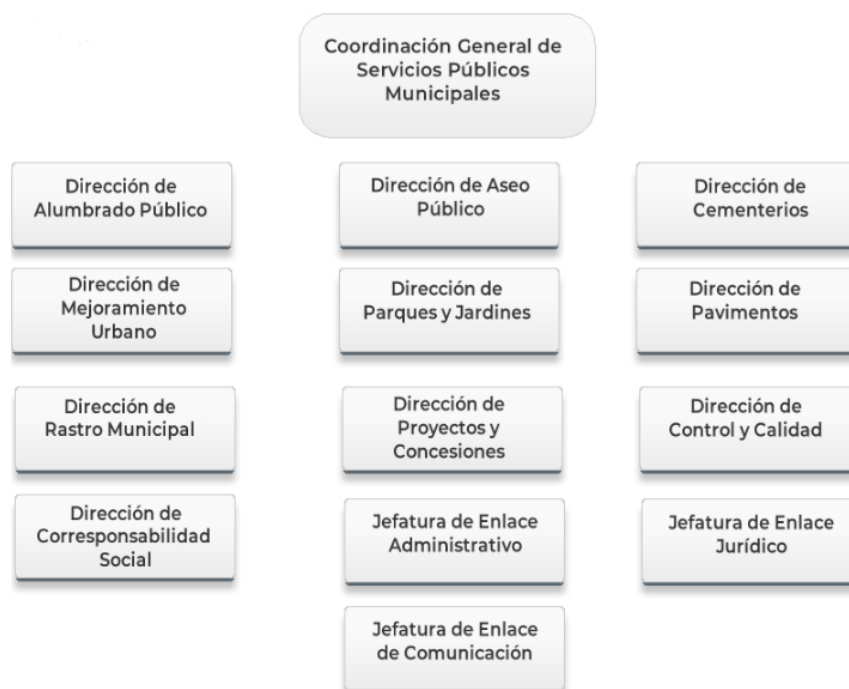 Coordinación General de
Servicios Públicos
Municipales
Dirección de
Alumbrado Público
Dirección de Aseo
Público
Dirección de
Cementerios
Dirección de
Mejoramiento
Urbano
Dirección de
Parques y Jardines
Dirección de
Pavimentos
Dirección de
Rastro Municipal
Dirección de
Proyectos y
Concesiones
Dirección de
Control y Calidad
Dirección de
Corresponsabilidad
Social
Jefatura de Enlace
Administrativo
Jefatura de Enlace
Jurídico
Jefatura de Enlace
de Comunicación